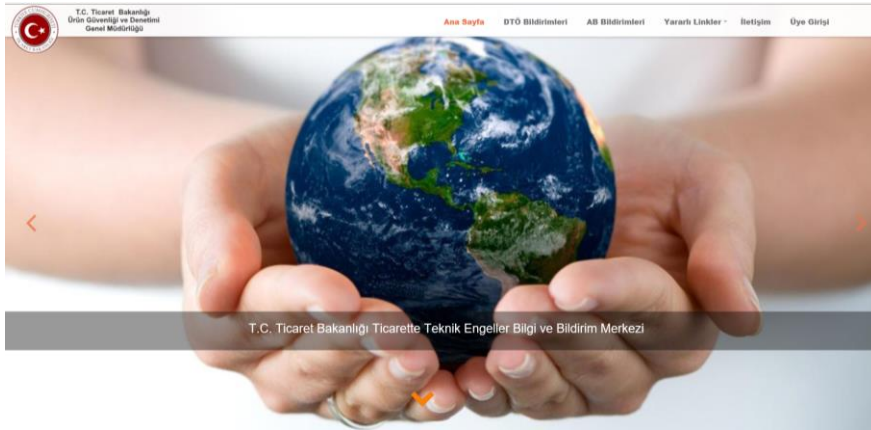 T.C. Ticaret Bakanlığı
Ürün Güvenliği ve Denetimi
Genel Müdürlüğü
Ana Sayfa DTÖ Bildirimleri AB Bildirimleri Yararlı Linkler İletişim Üye Girişi
T.C. Ticaret Bakanlığı Ticarette Teknik Engeller Bilgi ve Bildirim Merkezi